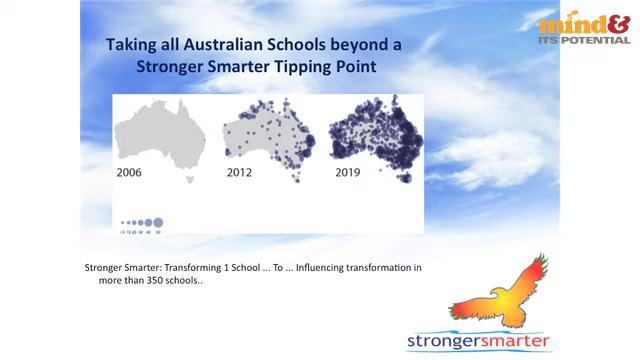 mind&
ITS POTENTIAL
Taking all Australian Schools beyond a
Stronger Smarter Tipping Point
2006
2012
2019
Stronger Smarter: Transforming 1 School ... To ... Influencing transformation in
more than 350 schools..
strongersmarter